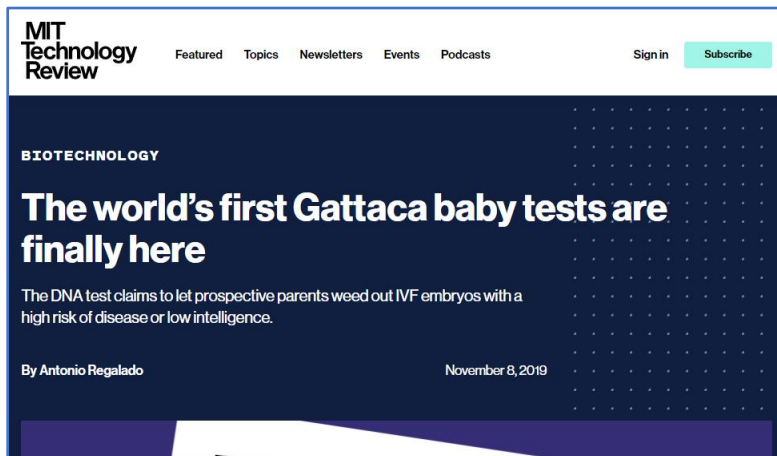 MIT
Technology
Review
Featured Topics Newsletters Events Podcasts Sign in Subscribe
BIOTECHNOLOGY
The world's first Gattaca baby tests are
finally here
The DNA test claims to let prospective parents weed out IVF embryos with a
high risk of disease or low intelligence.
By Antonio Regalado November 8, 2019